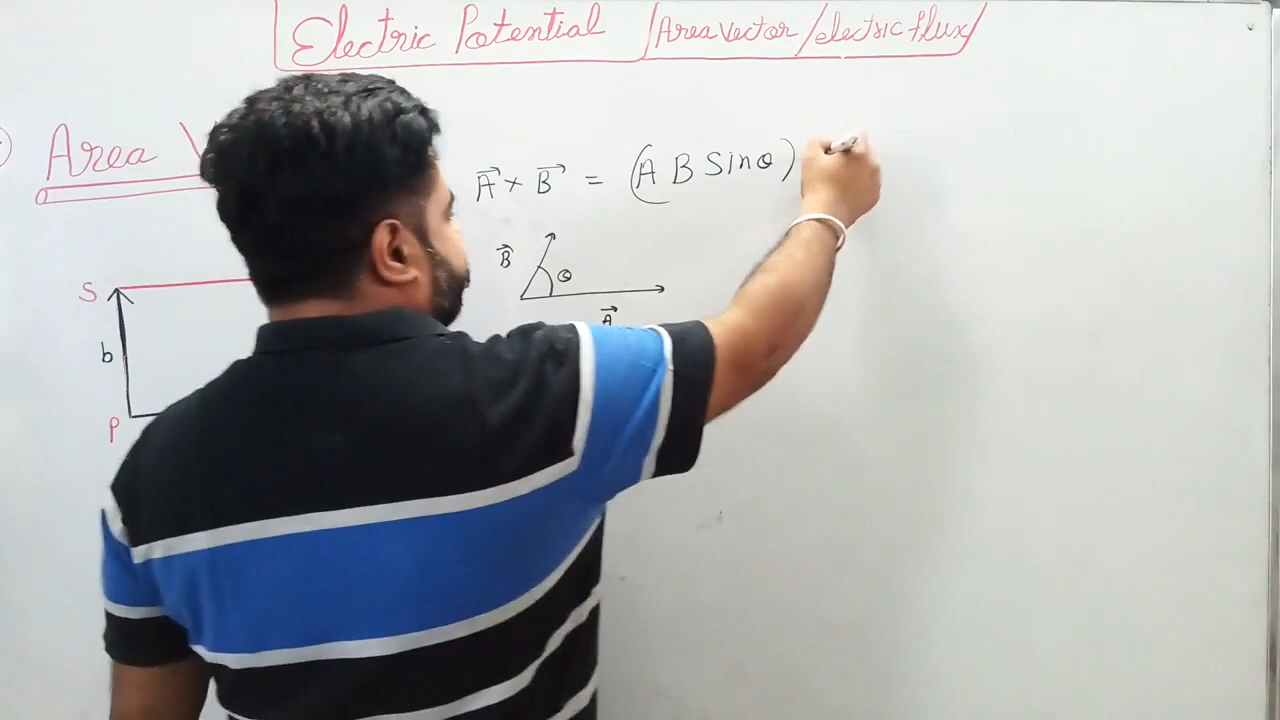 Electric Potential /Area Vector/electric flux/
Area
A⃗ × B⃗ = (A B Sinθ)
B⃗
θ
S
A⃗
b
P